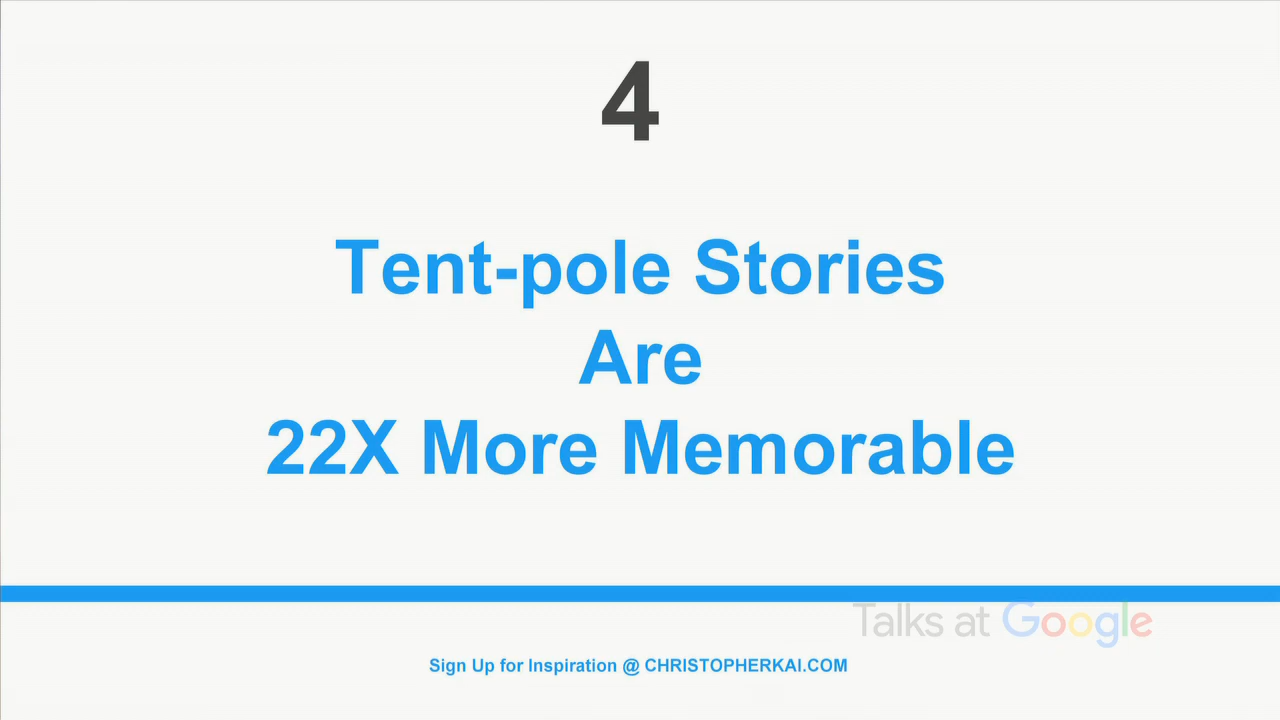 4
Tent-pole Stories
Are
22X More Memorable
Talks at Google
Sign Up for Inspiration @ CHRISTOPHERKAI.COM